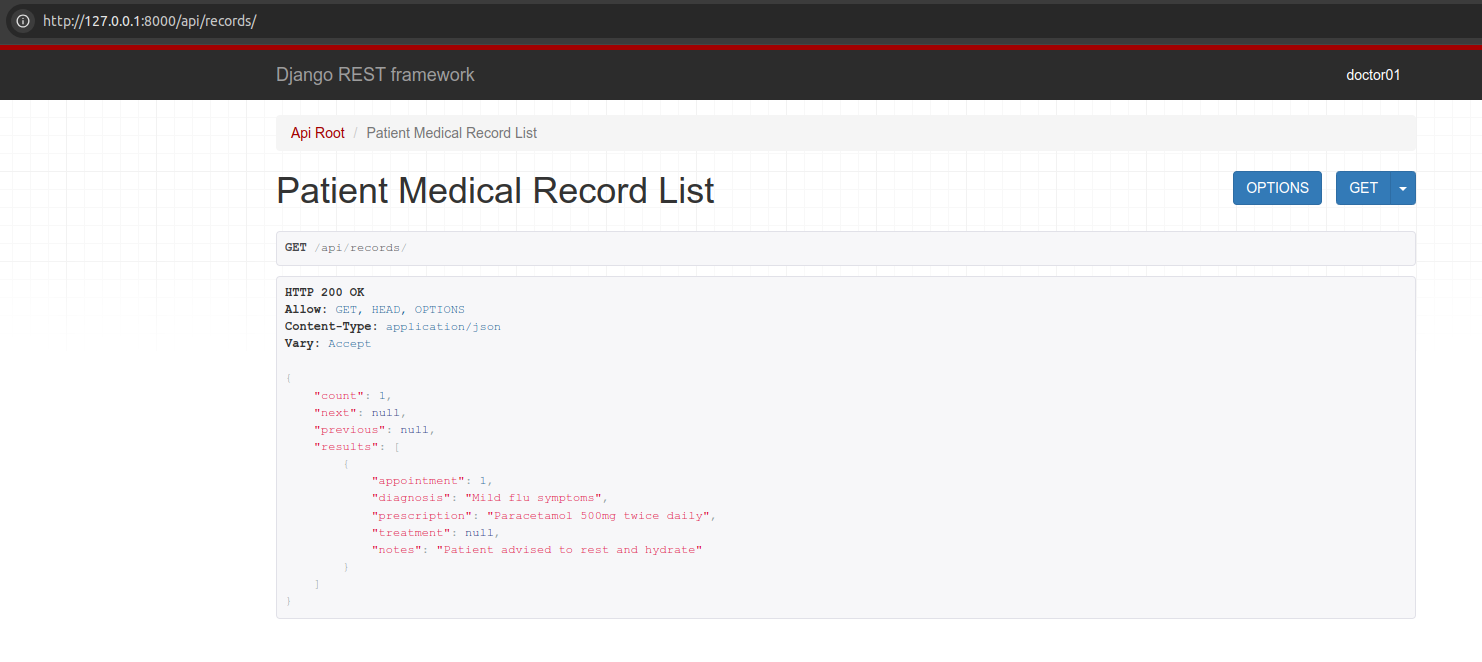 http://127.0.0.1:8000/api/records/
Django REST framework
doctor01
Api Root / Patient Medical Record List
Patient Medical Record List
OPTIONS
GET
GET /api/records/
HTTP 200 OK
Allow: GET, HEAD, OPTIONS
Content-Type: application/json
Vary: Accept
{
    "count": 1,
    "next": null,
    "previous": null,
    "results": [
        {
            "appointment": 1,
            "diagnosis": "Mild flu symptoms",
            "prescription": "Paracetamol 500mg twice daily",
            "treatment": null,
            "notes": "Patient advised to rest and hydrate"
        }
    ]
}